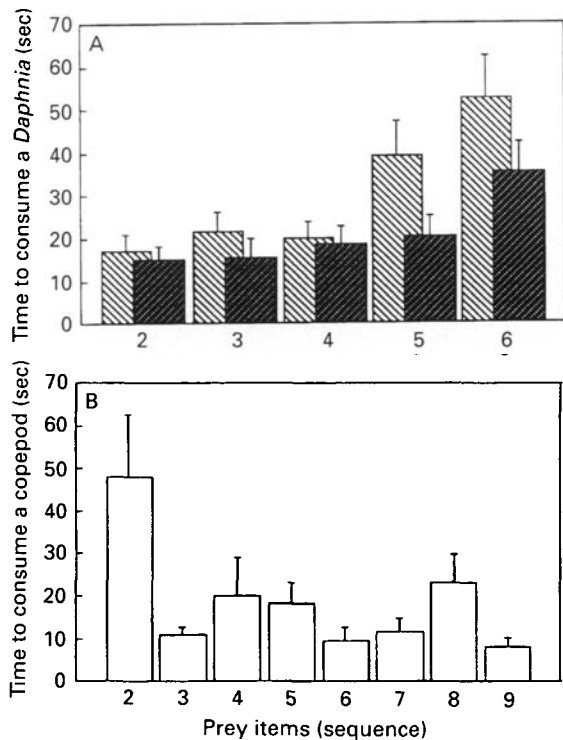 Time to consume a Daphnia (sec)
A
70
60
50
40
30
20
10
0
2 3 4 5 6
Time to consume a copepod (sec)
B
70
60
50
40
30
20
10
0
2 3 4 5 6 7 8 9
Prey items (sequence)